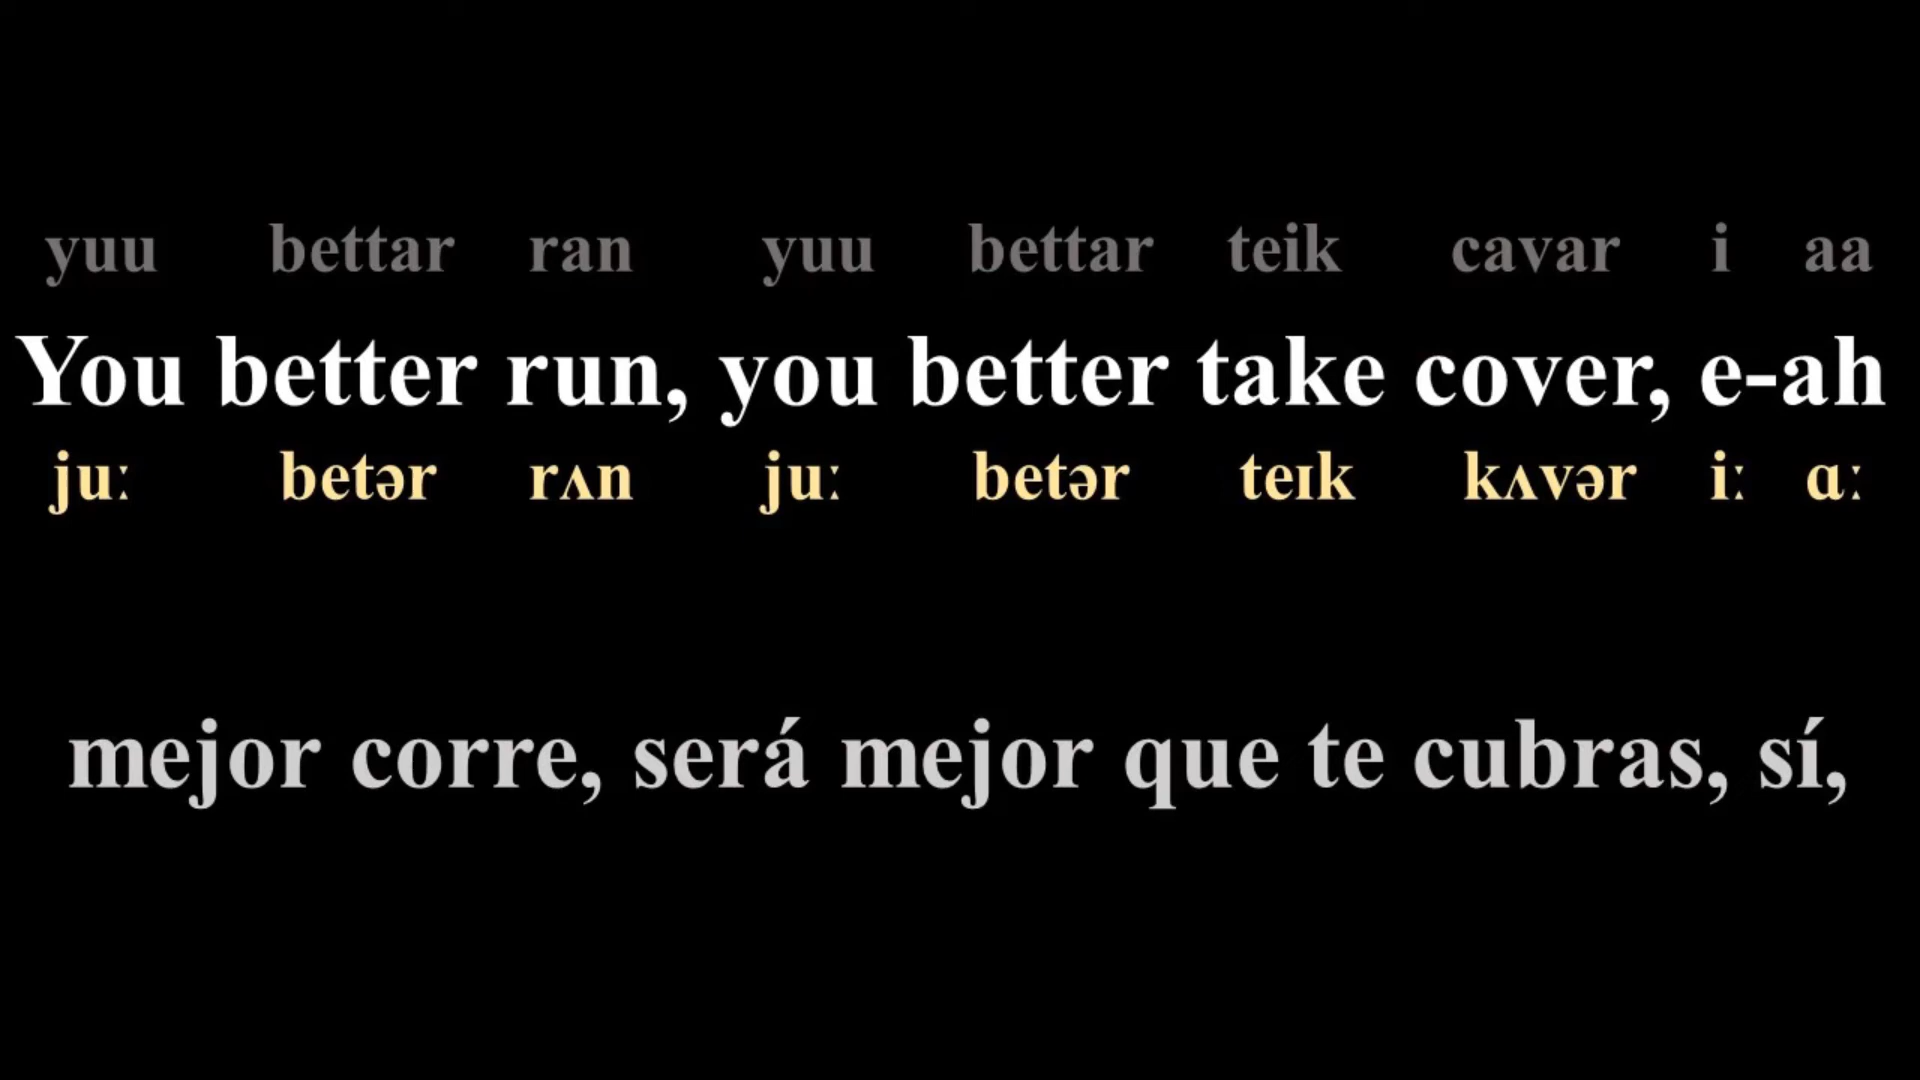 yuu bettar ran yuu bettar teik cavar i aa
You better run, you better take cover, e-ah
juː betər rʌn juː betər teɪk kʌvər iː ɑː
mejor corre, será mejor que te cubras, sí,